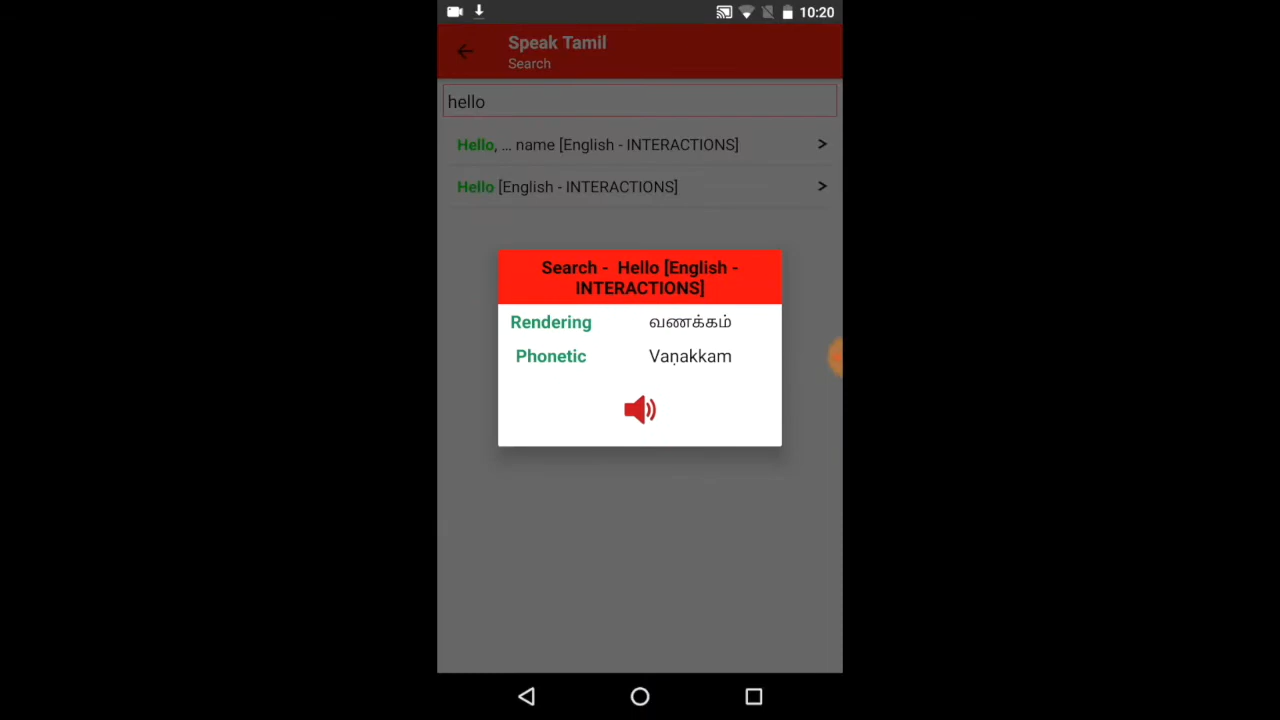 10:20
Speak Tamil
Search
hello
Hello, ... name [English - INTERACTIONS]
Hello [English - INTERACTIONS]
Search - Hello [English -
INTERACTIONS]
Rendering வணக்கம்
Phonetic Vaṇakkam